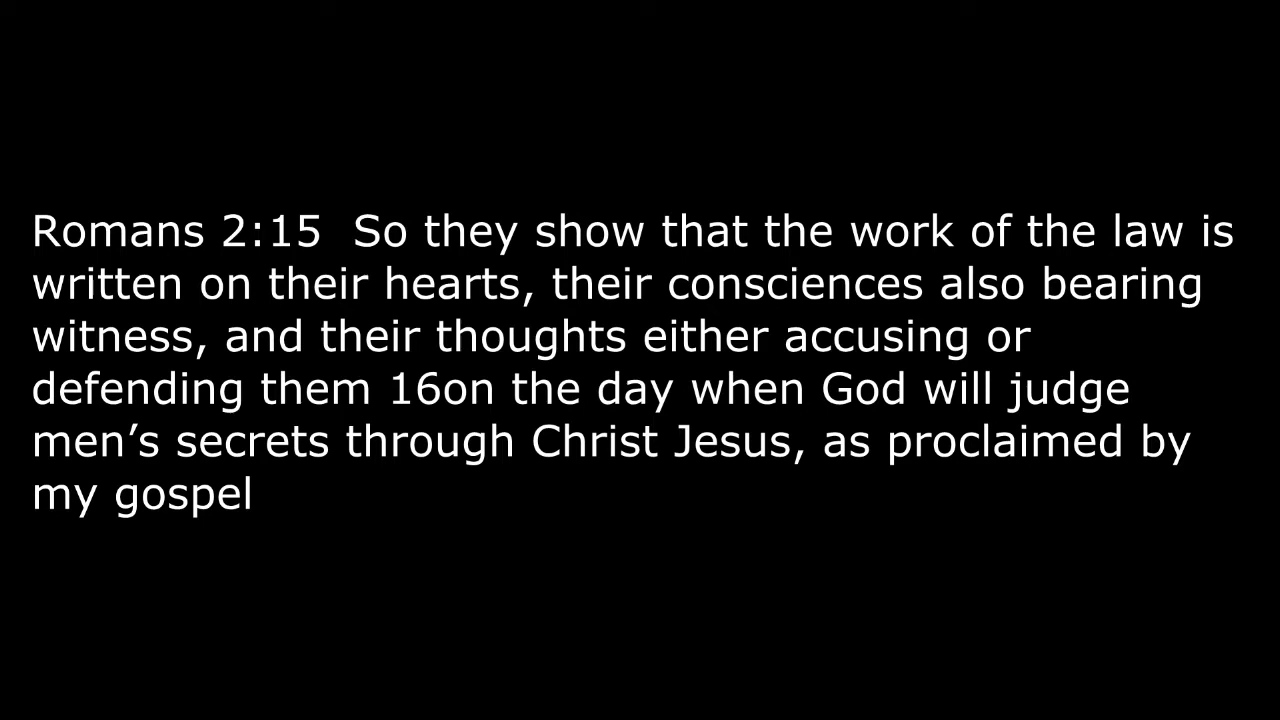 Romans 2:15  So they show that the work of the law is
written on their hearts, their consciences also bearing
witness, and their thoughts either accusing or
defending them 16on the day when God will judge
men’s secrets through Christ Jesus, as proclaimed by
my gospel